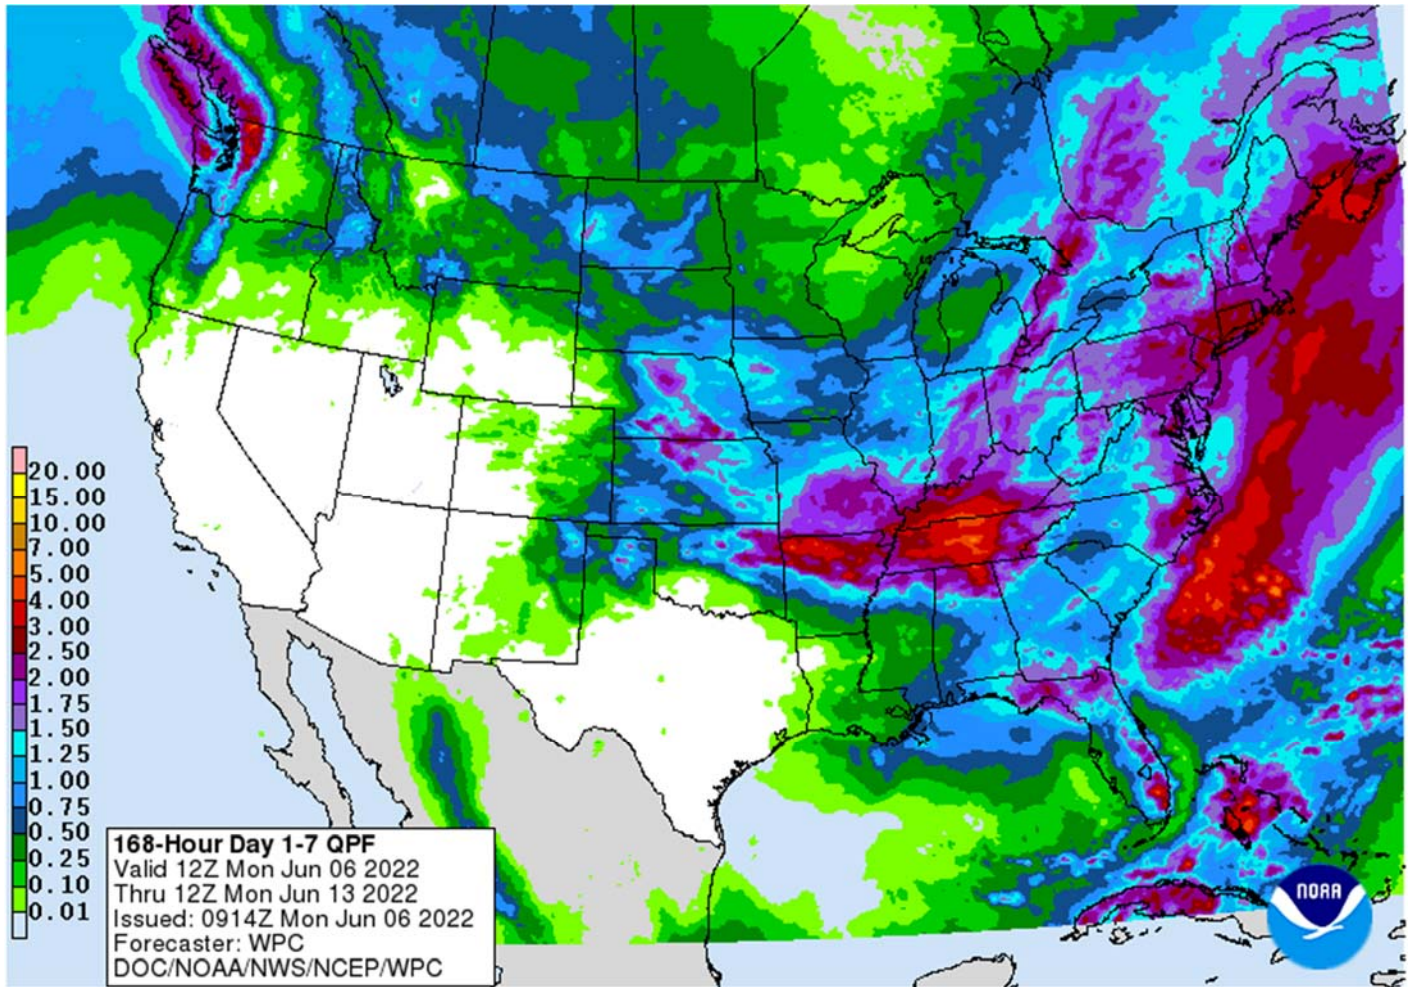 20.00
15.00
10.00
7.00
5.00
4.00
3.00
2.50
2.00
1.75
1.50
1.25
1.00
0.75
0.50
0.25
0.10
0.01
168-Hour Day 1-7 QPF
Valid 12Z Mon Jun 06 2022
Thru 12Z Mon Jun 13 2022
Issued: 0914Z Mon Jun 06 2022
Forecaster: WPC
DOC/NOAA/NWS/NCEP/WPC
NOAA